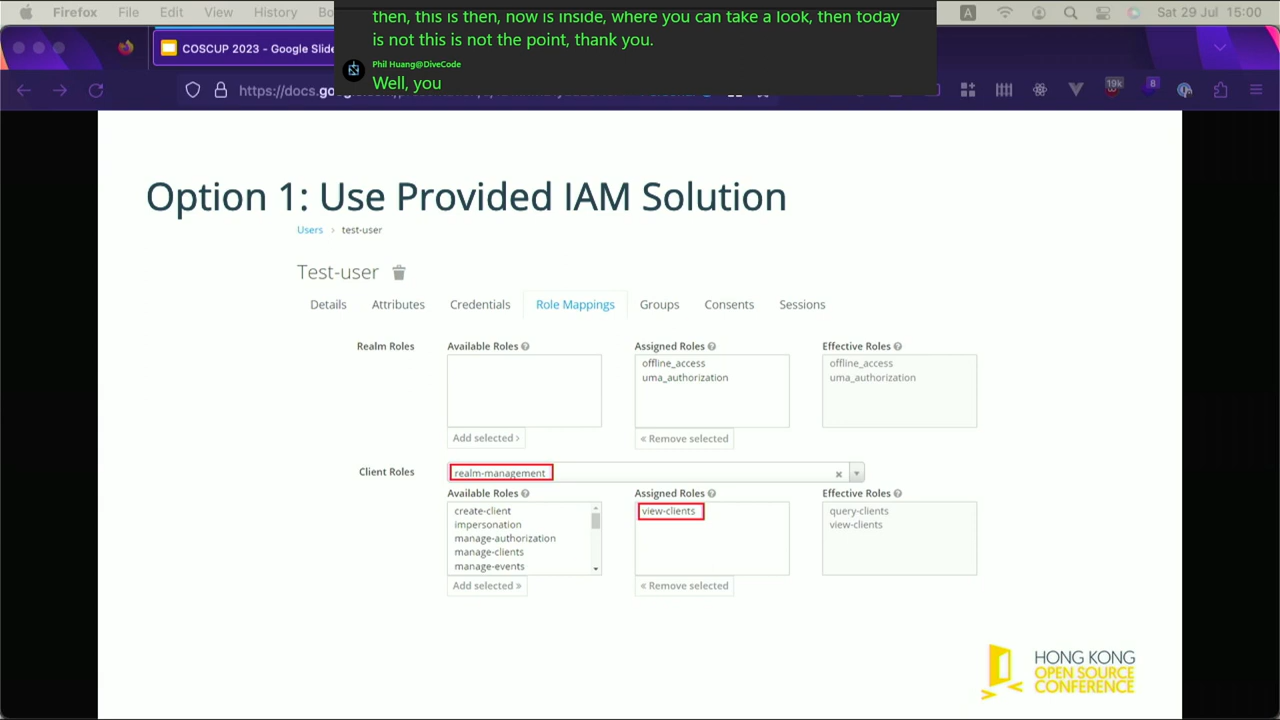 Firefox File Edit View History Bo
A Sat 29 Jul 15:00
then, this is then, now is inside, where you can take a look, then today
is not this is not the point, thank you.
Phil Huang@DiveCode
Well, you
COSCUP 2023 - Google Slide
https://docs.go
19k
8
Option 1: Use Provided IAM Solution
Users › test-user
Test-user
Details Attributes Credentials Role Mappings Groups Consents Sessions
Realm Roles Available Roles Assigned Roles Effective Roles
offline_access offline_access
uma_authorization uma_authorization
Add selected › « Remove selected
Client Roles realm-management
Available Roles Assigned Roles Effective Roles
create-client view-clients query-clients
impersonation view-clients
manage-authorization
manage-clients
manage-events
Add selected » « Remove selected
HONG KONG
OPEN SOURCE
CONFERENCE